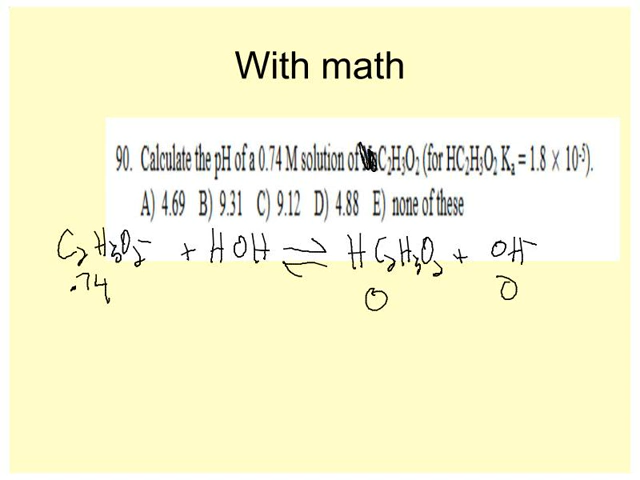 With math
90. Calculate the pH of a 0.74 M solution of C₂H₃O₂ (for HC₂H₃O₂ Kₐ = 1.8 × 10⁻⁵).
A) 4.69 B) 9.31 C) 9.12 D) 4.88 E) none of these
C₂H₃O₂⁻ + HOH ⇌ HC₂H₃O₂ + OH⁻
.74 0 0